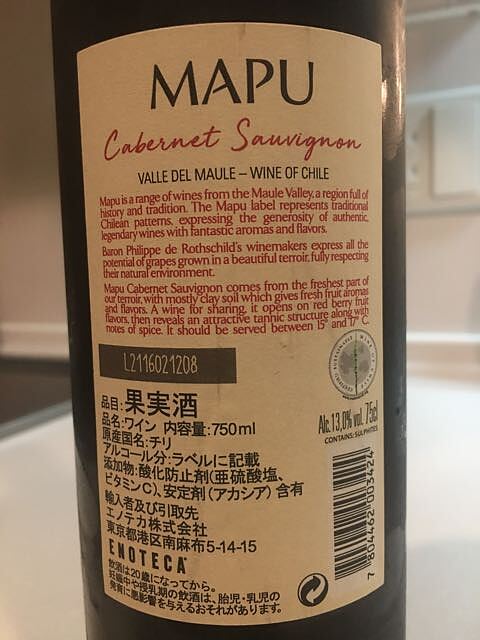 MAPU
Cabernet Sauvignon
VALLE DEL MAULE – WINE OF CHILE
Mapu is a range of wines from the Maule Valley, a region full of
history and tradition. The Mapu label represents traditional
Chilean patterns, expressing the generosity of authentic,
legendary wines with fantastic aromas and flavors.
Baron Philippe de Rothschild's winemakers express all the
potential of grapes grown in a beautiful terroir, fully respecting
their natural environment.
Mapu Cabernet Sauvignon comes from the freshest part of
our terroir, with mostly clay soil which gives fresh fruit aromas
and flavors. A wine for sharing, it opens on red berry fruit
flavors, then reveals an attractive tannic structure along with
notes of spice. It should be served between 15° and 17° C.
L2116021208
品目:果実酒
品名:ワイン 内容量:750ml
原産国名:チリ
アルコール分:ラベルに記載
添加物:酸化防止剤(亜硫酸塩、
ビタミンC)、安定剤(アカシア)含有
輸入者及び引取先
エノテカ株式会社
東京都港区南麻布5-14-15
ENOTECA
飲酒は20歳になってから。
妊娠中や授乳期の飲酒は、胎児・乳児の
発育に悪影響を与えるおそれがあります。
Alc.13,0% vol. 75cl
CONTAINS: SULPHITES
7 804462 003424